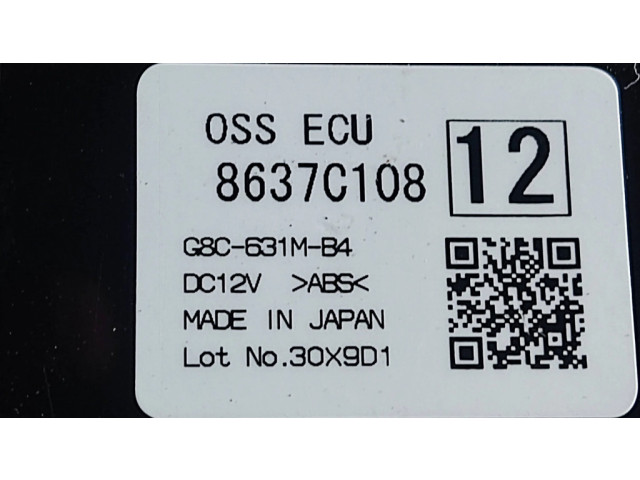 OSS ECU
8637C108
12
G8C-631M-B4
DC12V >ABS<
MADE IN JAPAN
Lot No.30X9D1